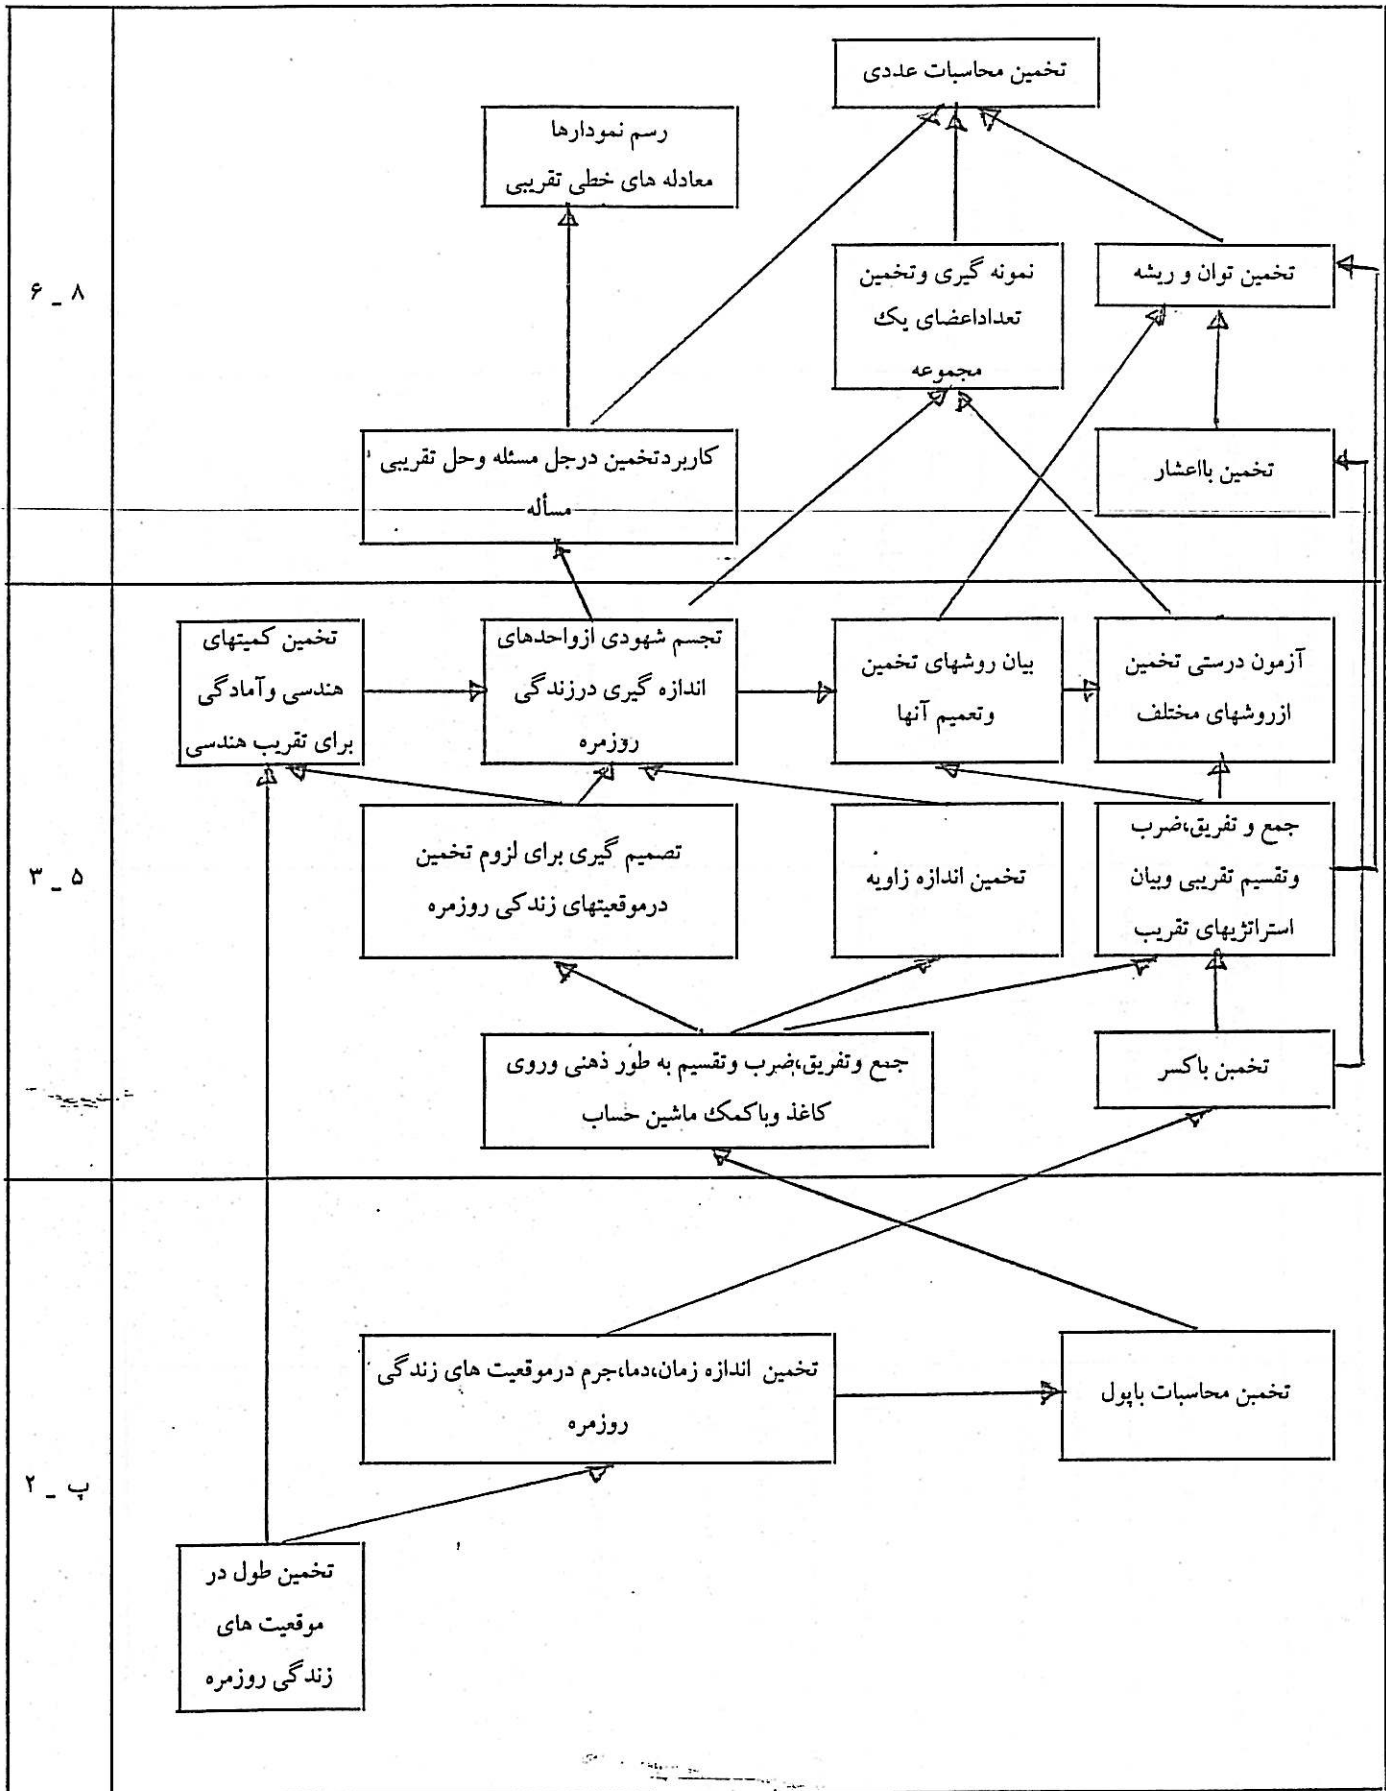 تخمین محاسبات عددی
رسم نمودارها
معادله های خطی تقریبی
۶ _ ۸
نمونه گیری وتخمین
تعداداعضای یک
مجموعه
تخمین توان و ریشه
کاربردتخمین درجل مسئله وحل تقریبی
مسأله
تخمین بااعشار
۳ _ ۵
تخمین کمیتهای
هندسی وآمادگی
برای تقریب هندسی
تجسم شهودی ازواحدهای
اندازه گیری درزندگی
روزمره
بیان روشهای تخمین
وتعمیم آنها
آزمون درستی تخمین
ازروشهای مختلف
تصمیم گیری برای لزوم تخمین
درموقعیتهای زندکی روزمره
تخمین اندازه زاویه
جمع و تفریق،ضرب
وتقسیم تقریبی وبیان
استراتژیهای تقریب
جمع وتفریق،ضرب وتقسیم به طور ذهنی وروی
کاغذ وباکمک ماشین حساب
تخمبن باکسر
پ _ ۲
تخمین اندازه زمان،دما،جرم درموقعیت های زندگی
روزمره
تخمبن محاسبات باپول
تخمین طول در
موقعیت های
زندگی روزمره